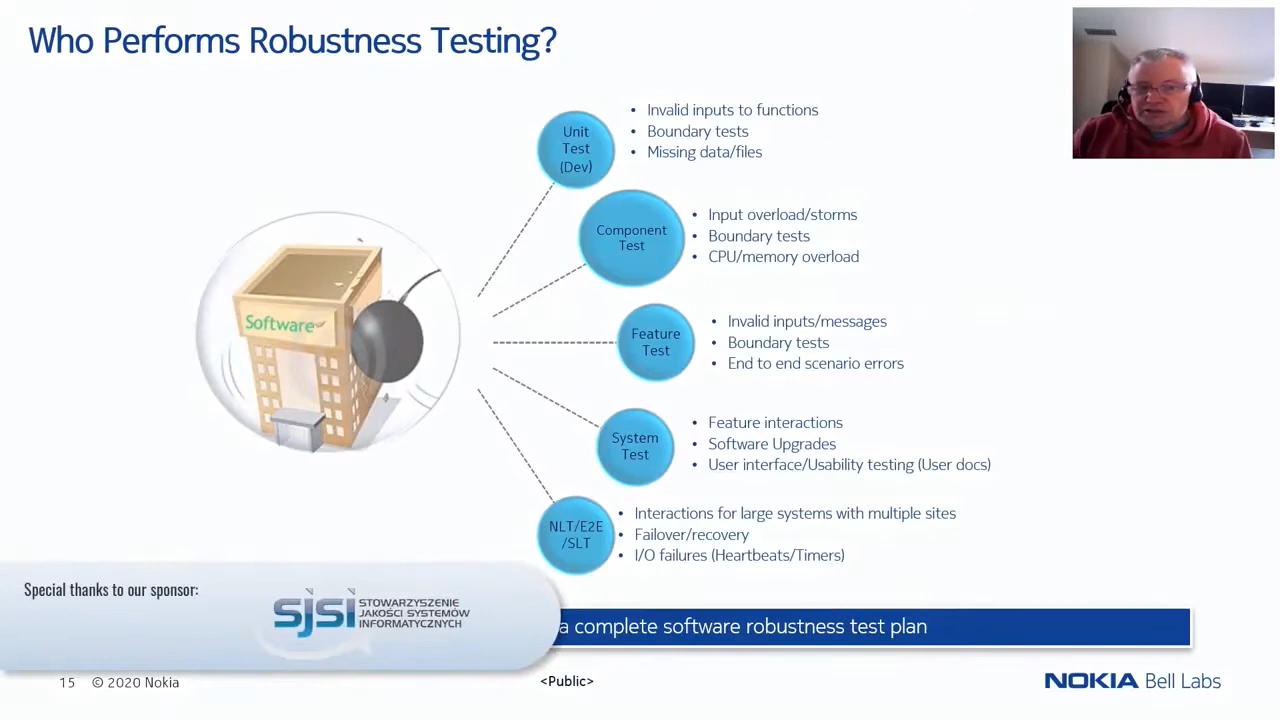 Who Performs Robustness Testing?
Unit
Test
(Dev)
• Invalid inputs to functions
• Boundary tests
• Missing data/files
Component
Test
• Input overload/storms
• Boundary tests
• CPU/memory overload
Software
Feature
Test
• Invalid inputs/messages
• Boundary tests
• End to end scenario errors
System
Test
• Feature interactions
• Software Upgrades
• User interface/Usability testing (User docs)
NLT/E2E
/SLT
• Interactions for large systems with multiple sites
• Failover/recovery
• I/O failures (Heartbeats/Timers)
Special thanks to our sponsor:
sjsi STOWARZYSZENIE
JAKOŚCI SYSTEMÓW
INFORMATYCZNYCH
a complete software robustness test plan
15 © 2020 Nokia
<Public>
NOKIA Bell Labs